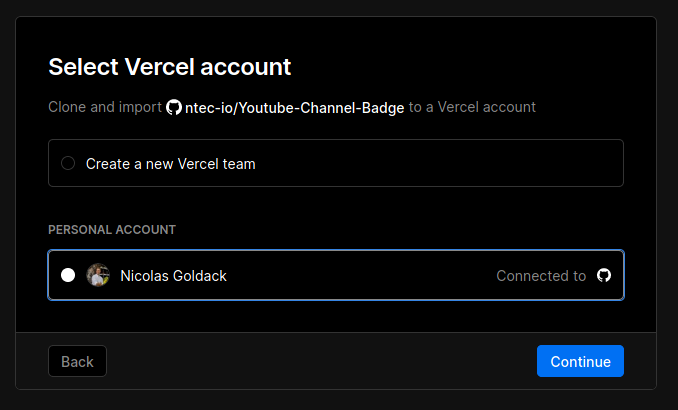 Select Vercel account
Clone and import ntec-io/Youtube-Channel-Badge to a Vercel account
Create a new Vercel team
PERSONAL ACCOUNT
Nicolas Goldack Connected to
Back Continue